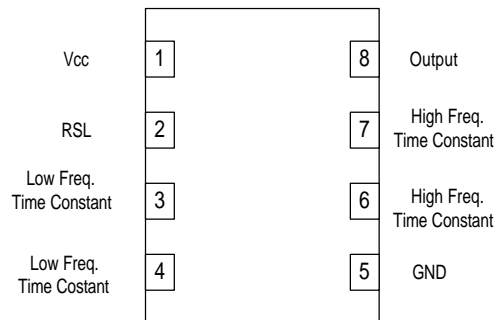 Vcc
1
8
Output
RSL
2
7
High Freq.
Time Constant
Low Freq.
Time Constant
3
6
High Freq.
Time Constant
Low Freq.
Time Costant
4
5
GND